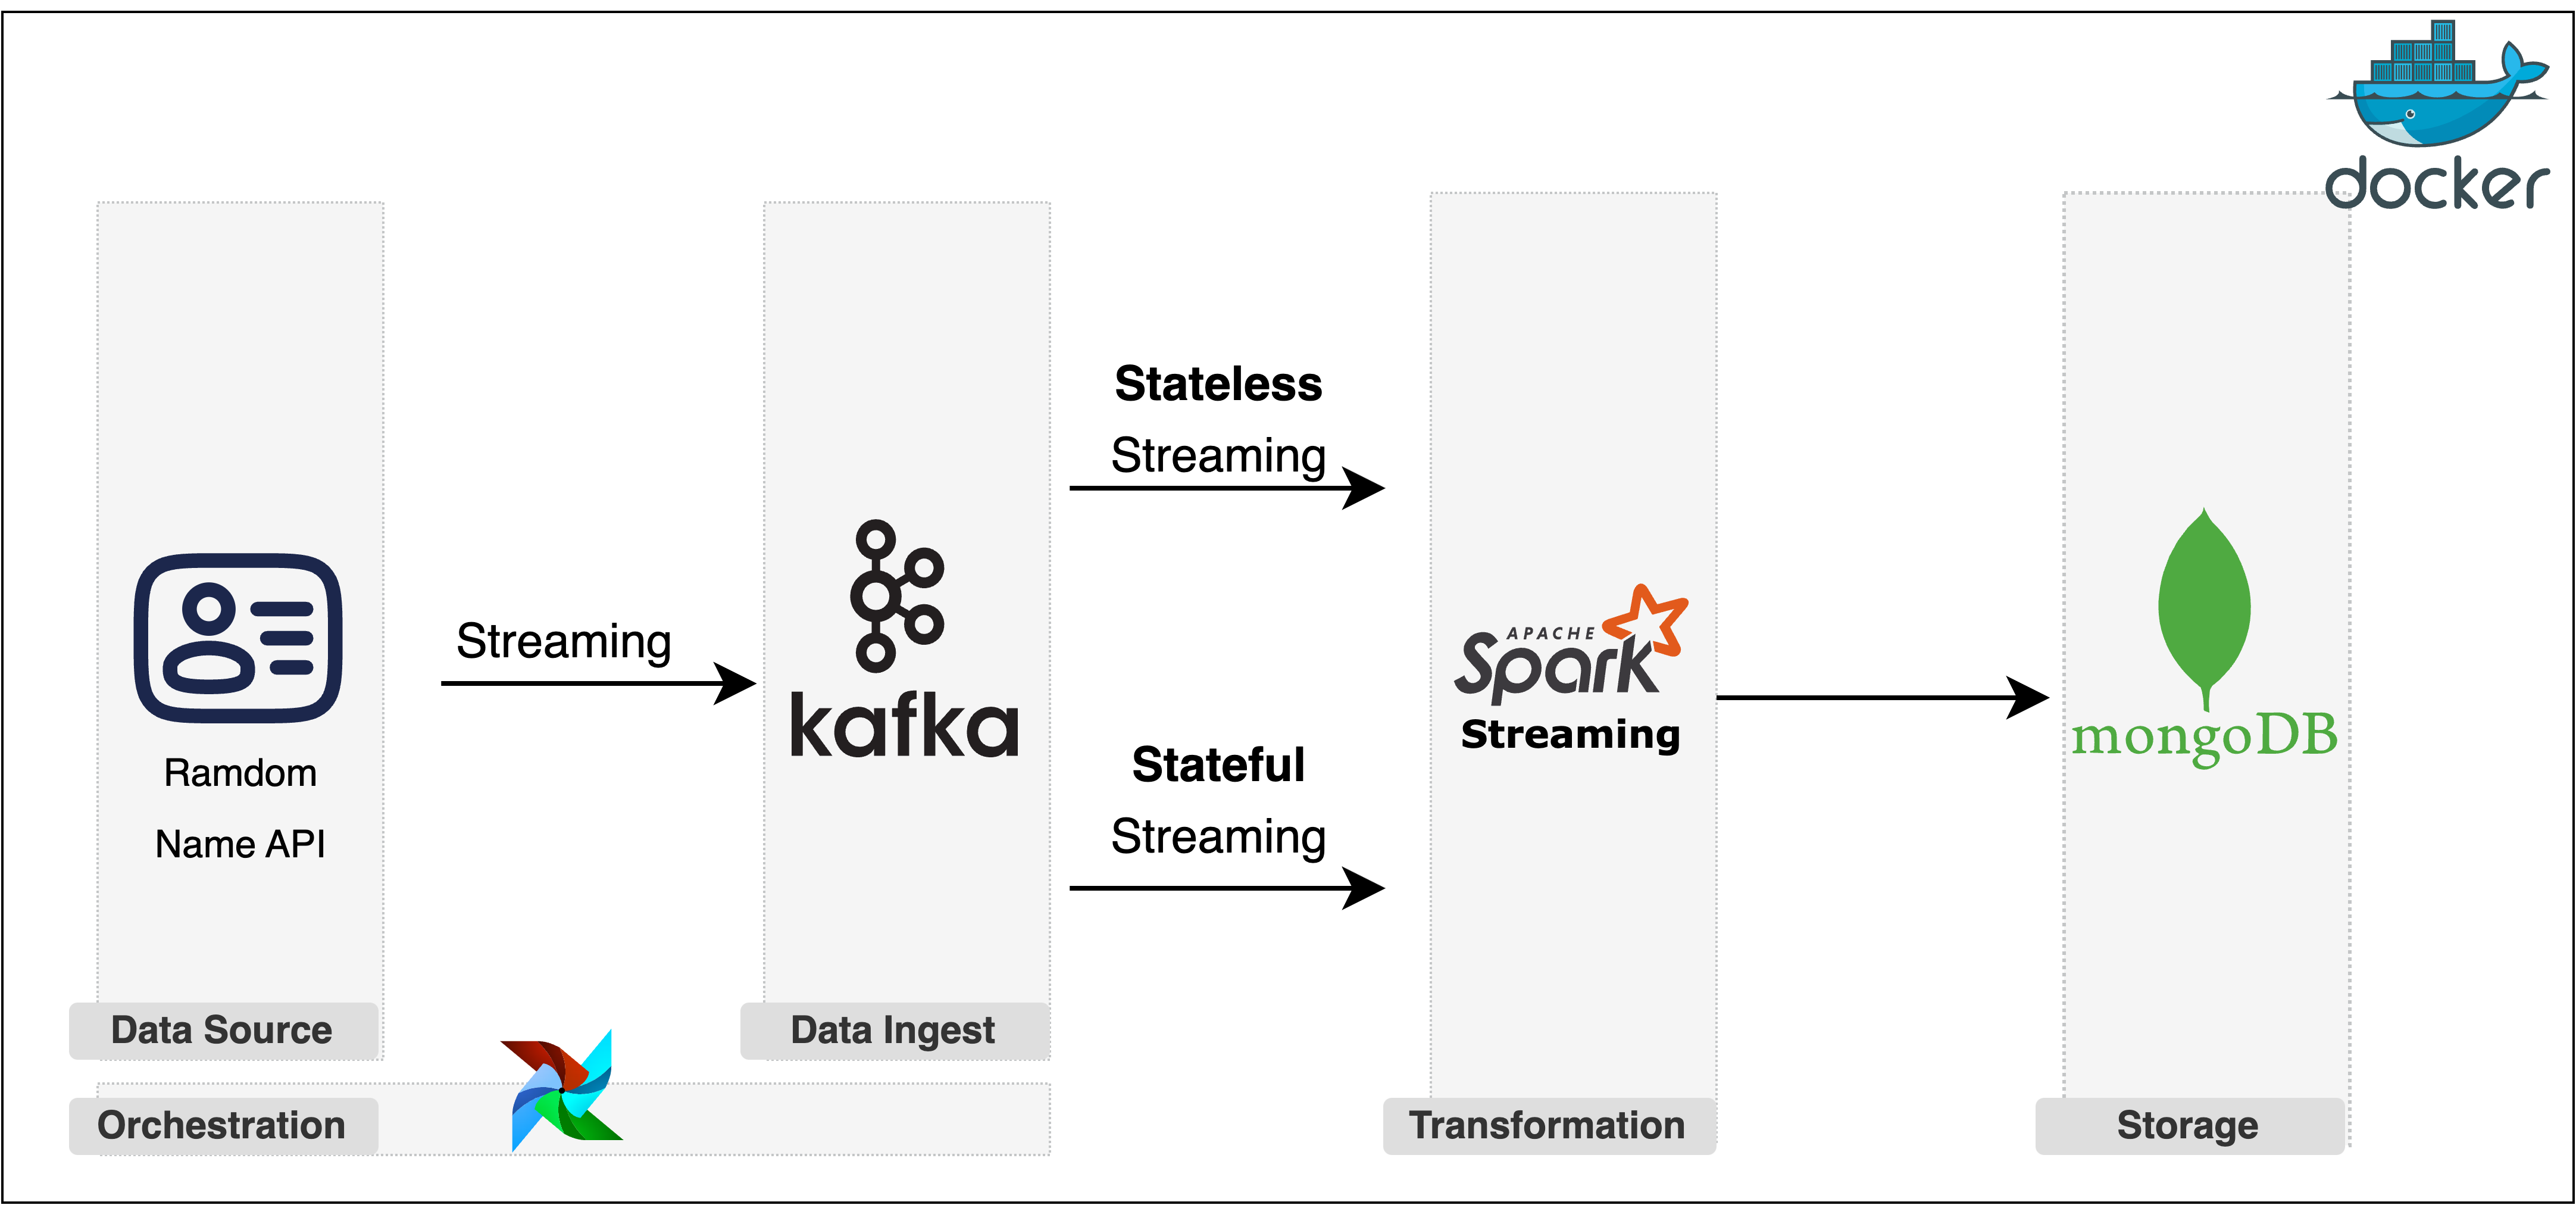 docker
Stateless
Streaming
Streaming
kafka
APACHE
Spark
Streaming
mongoDB
Ramdom
Name API
Stateful
Streaming
Data Source
Data Ingest
Orchestration
Transformation
Storage